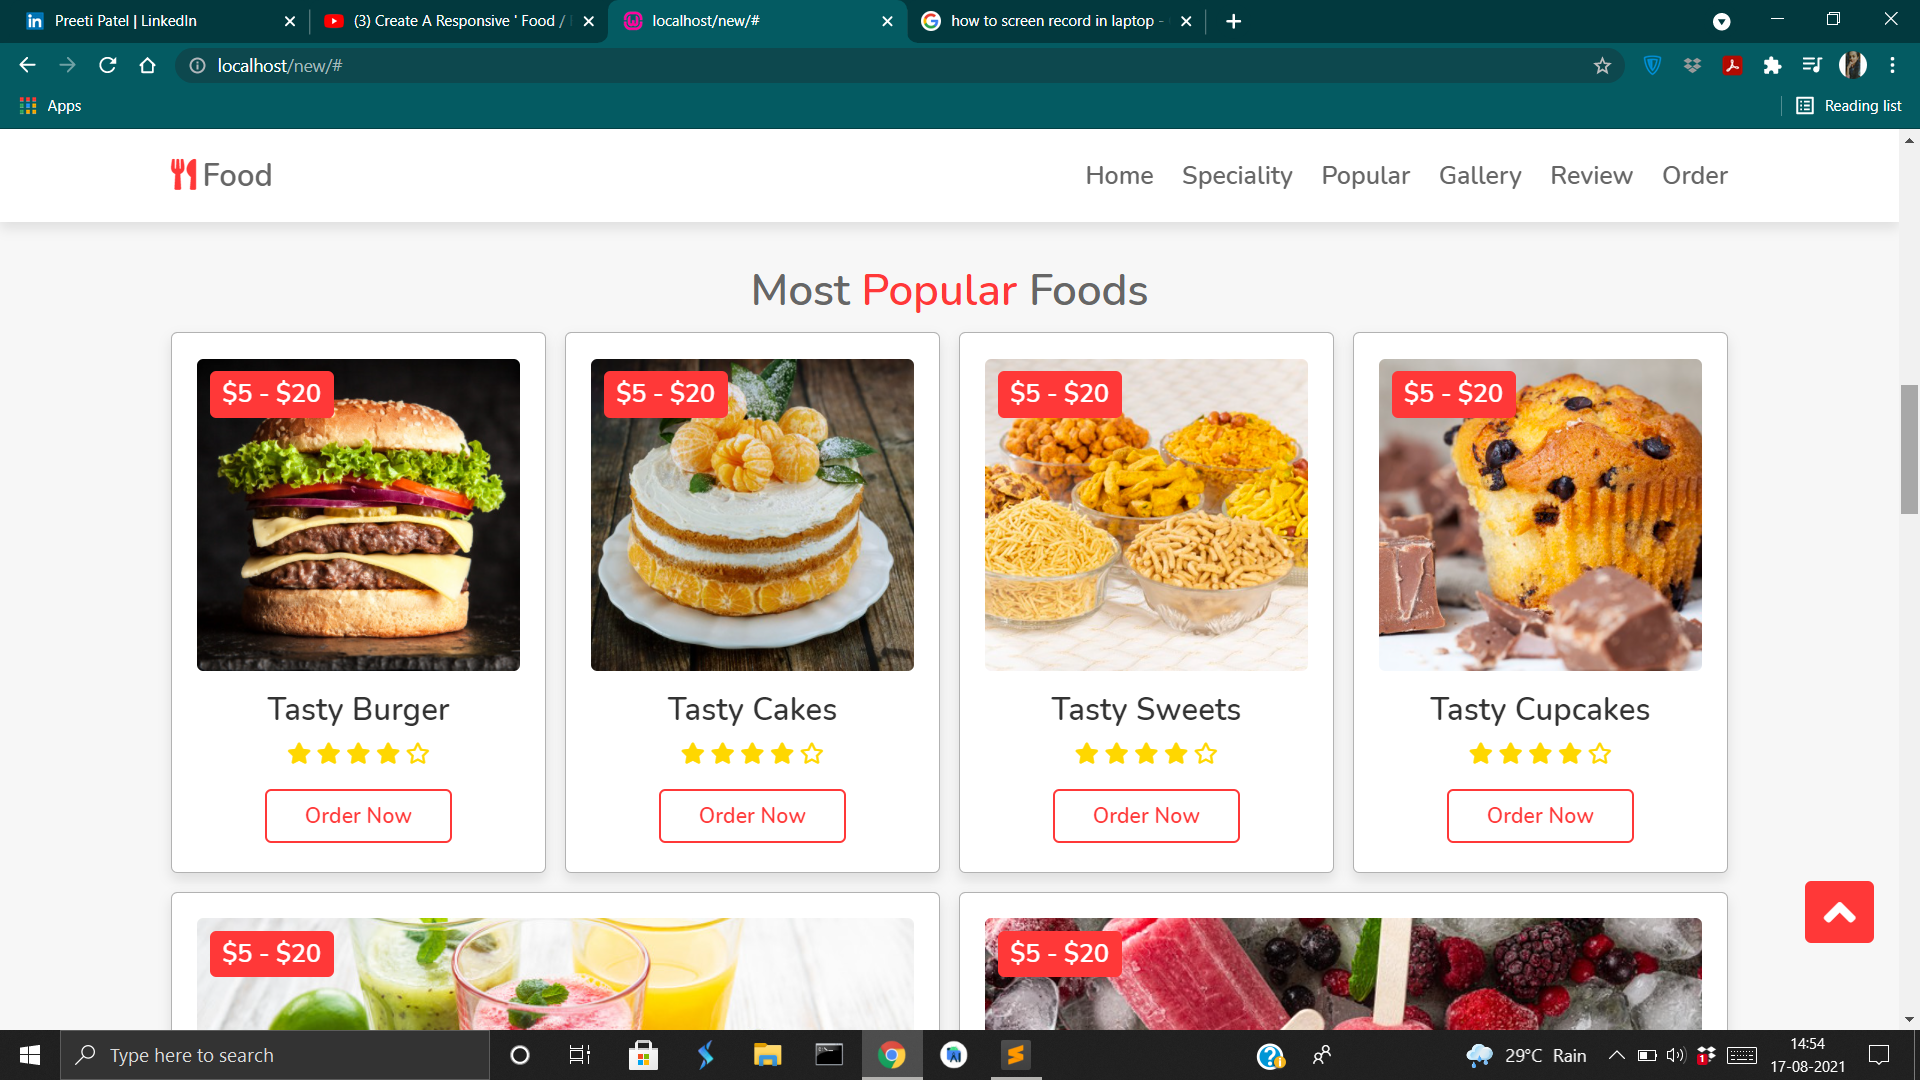 Preeti Patel | LinkedIn
(3) Create A Responsive ' Food /
localhost/new/#
how to screen record in laptop -
localhost/new/#
Apps
Reading list
Food
Home Speciality Popular Gallery Review Order
Most Popular Foods
$5 - $20
$5 - $20
$5 - $20
$5 - $20
Tasty Burger
Tasty Cakes
Tasty Sweets
Tasty Cupcakes
Order Now
Order Now
Order Now
Order Now
$5 - $20
$5 - $20
Type here to search
29°C Rain
1
14:54
17-08-2021